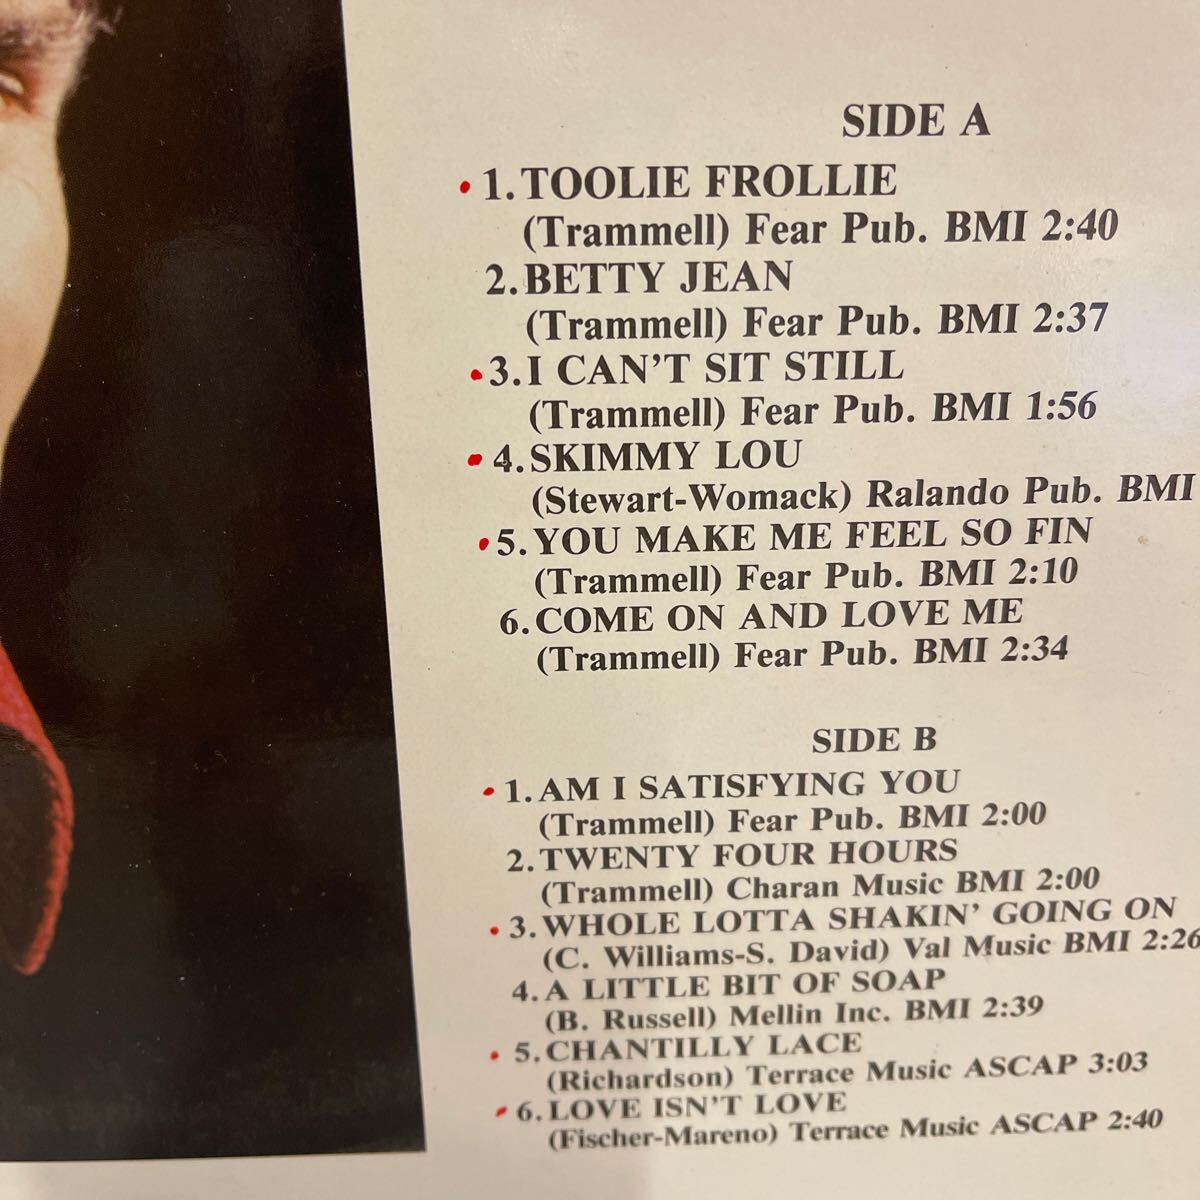 SIDE A
1. TOOLIE FROLLIE
(Trammell) Fear Pub. BMI 2:40
2. BETTY JEAN
(Trammell) Fear Pub. BMI 2:37
3. I CAN'T SIT STILL
(Trammell) Fear Pub. BMI 1:56
4. SKIMMY LOU
(Stewart-Womack) Ralando Pub. BMI
5. YOU MAKE ME FEEL SO FIN
(Trammell) Fear Pub. BMI 2:10
6. COME ON AND LOVE ME
(Trammell) Fear Pub. BMI 2:34
SIDE B
1. AM I SATISFYING YOU
(Trammell) Fear Pub. BMI 2:00
2. TWENTY FOUR HOURS
(Trammell) Charan Music BMI 2:00
3. WHOLE LOTTA SHAKIN' GOING ON
(C. Williams-S. David) Val Music BMI 2:26
4. A LITTLE BIT OF SOAP
(B. Russell) Mellin Inc. BMI 2:39
5. CHANTILLY LACE
(Richardson) Terrace Music ASCAP 3:03
6. LOVE ISN'T LOVE
(Fischer-Mareno) Terrace Music ASCAP 2:40